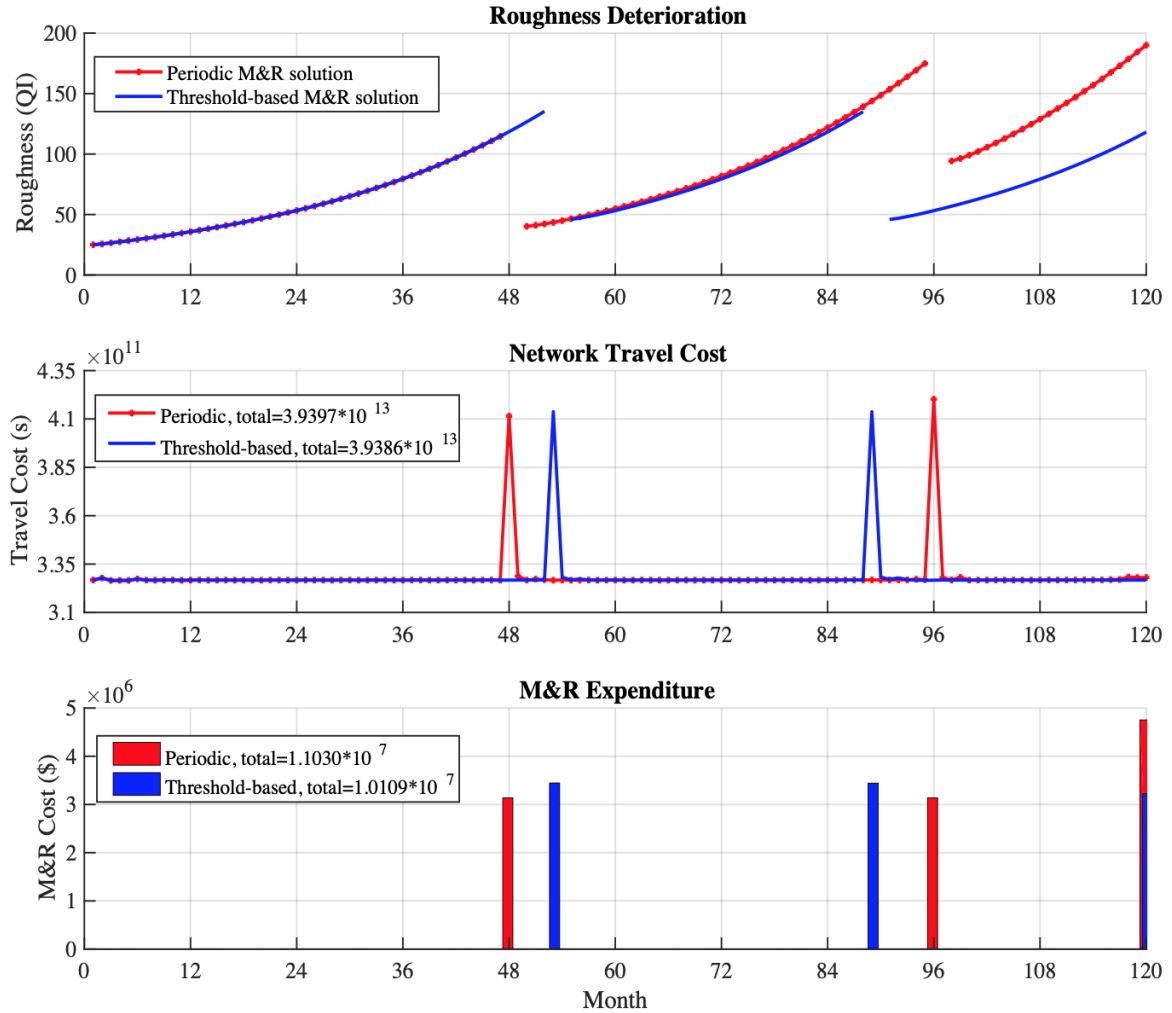 Roughness Deterioration
200
150
100
50
0
Roughness (QI)
Periodic M&R solution
Threshold-based M&R solution
0 12 24 36 48 60 72 84 96 108 120
Network Travel Cost
×10^11
4.35
4.1
3.85
3.6
3.35
3.1
Travel Cost (s)
Periodic, total=3.9397*10^13
Threshold-based, total=3.9386*10^13
0 12 24 36 48 60 72 84 96 108 120
M&R Expenditure
×10^6
5
4
3
2
1
0
M&R Cost ($)
Periodic, total=1.1030*10^7
Threshold-based, total=1.0109*10^7
0 12 24 36 48 60 72 84 96 108 120
Month